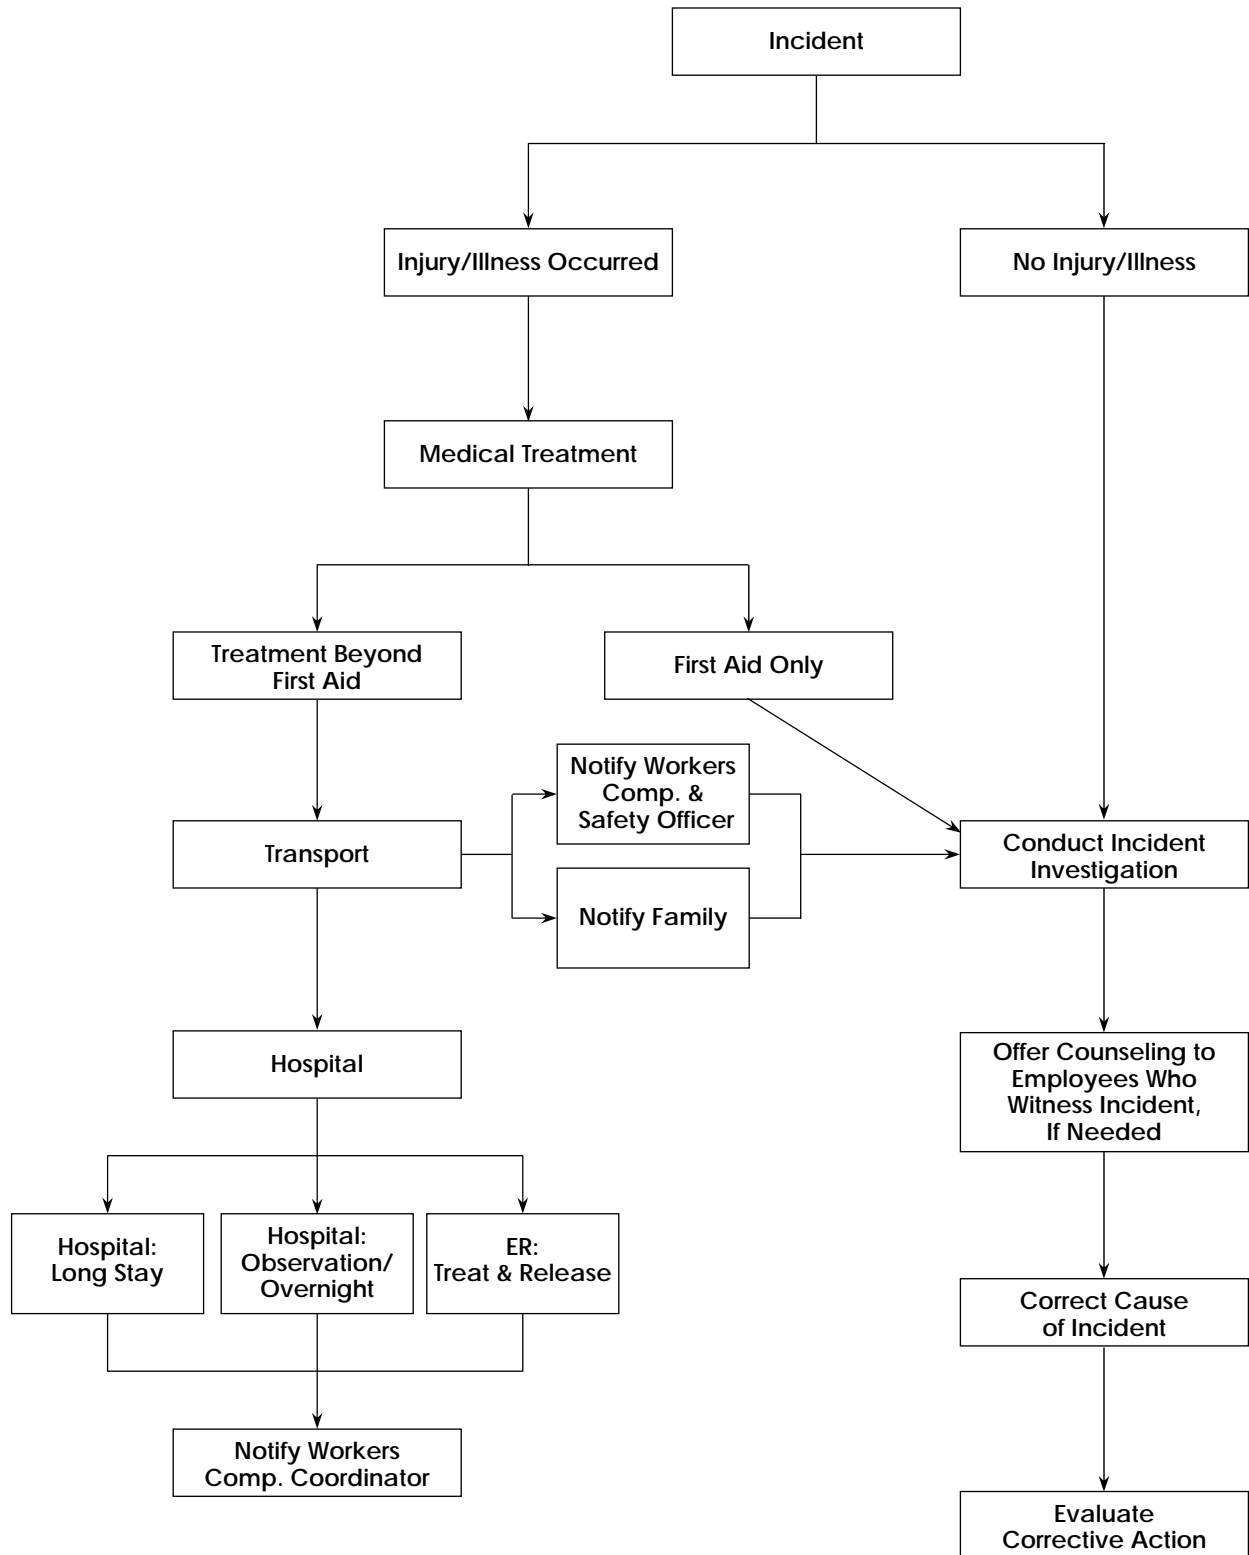 Incident
Injury/Illness Occurred
No Injury/Illness
Medical Treatment
Treatment Beyond
First Aid
First Aid Only
Notify Workers
Comp. &
Safety Officer
Transport
Conduct Incident
Investigation
Notify Family
Hospital
Offer Counseling to
Employees Who
Witness Incident,
If Needed
Hospital:
Long Stay
Hospital:
Observation/
Overnight
ER:
Treat & Release
Correct Cause
of Incident
Notify Workers
Comp. Coordinator
Evaluate
Corrective Action